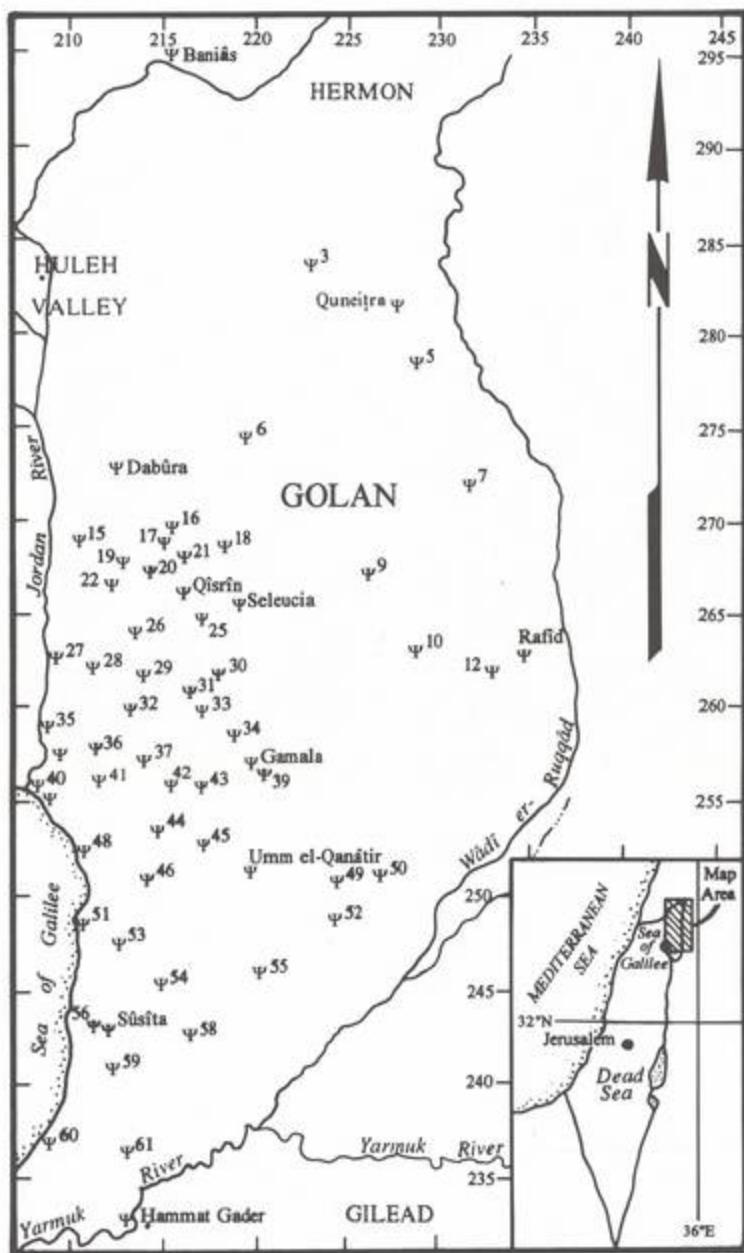 210 215 220 225 230 235 240 245
Baniâs
295
HERMON
290
285
3
HULEH
VALLEY
Quneiṭra
280
5
275
6
Dabûra
7
GOLAN
Jordan River
270
15
16
17
18
19
20
21
9
22
Qîsrîn
Seleucia
265
26
25
10
Rafîd
12
27
28
29
30
31
260
32
33
35
34
36
37
Gamala
39
40
41
42
43
255
Wâdî er-Ruqqâd
44
45
48
Umm el-Qanâtir
46
49
50
250
51
52
53
Sea of Galilee
54
55
245
56
Sûsîta
58
59
240
60
61
Yarmuk River
Yarmuk River
235
Hammat Gader
GILEAD
N
Map
Area
MEDITERRANEAN
SEA
Sea
of
Galilee
32°N
Jerusalem
Dead
Sea
36°E